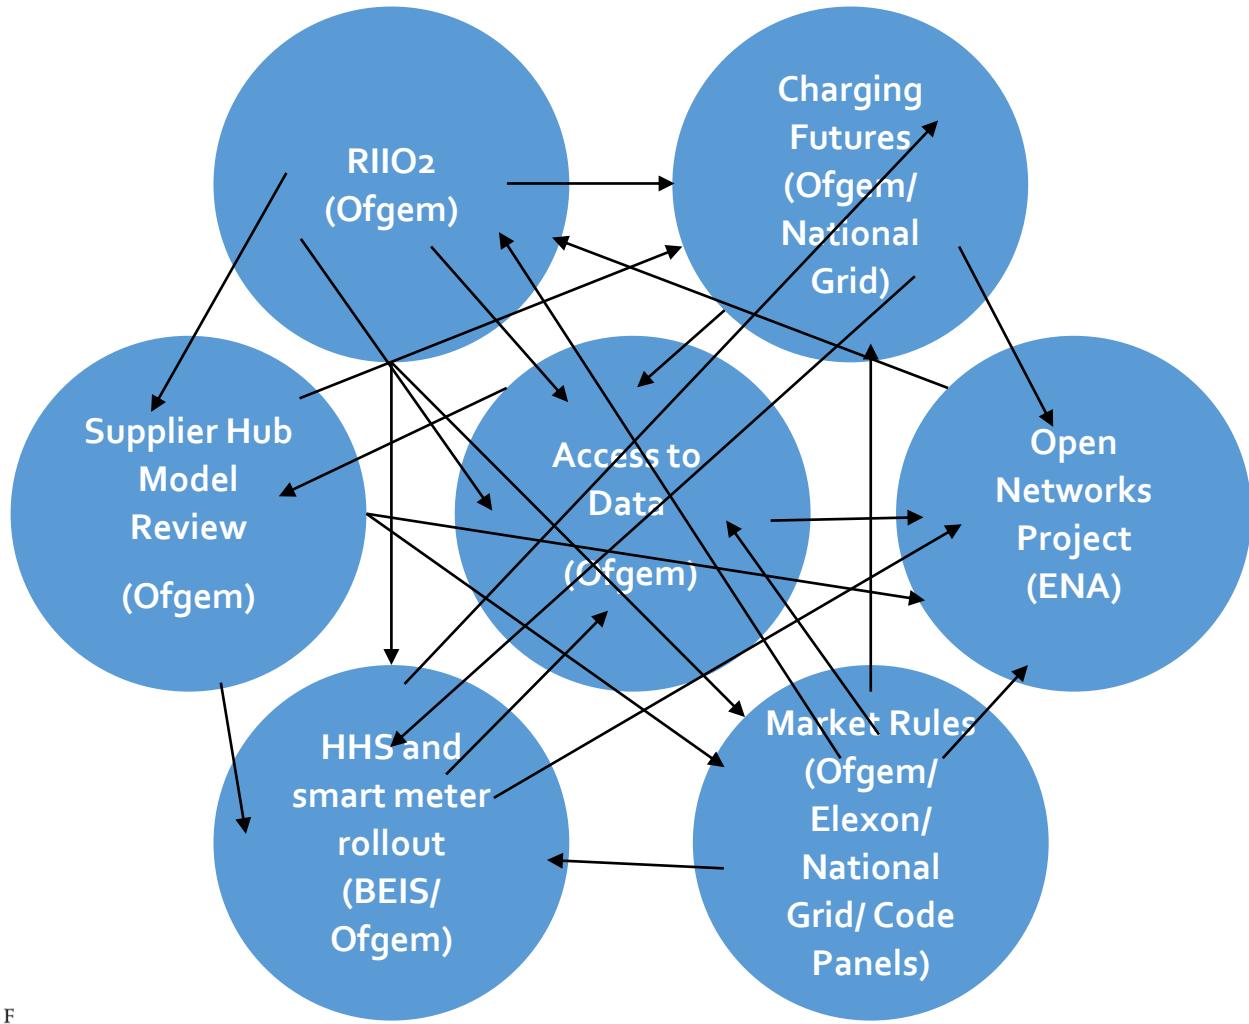 RIIO2
(Ofgem)
Charging
Futures
(Ofgem/
National
Grid)
Supplier Hub
Model
Review
(Ofgem)
Access to
Data
(Ofgem)
Open
Networks
Project
(ENA)
HHS and
smart meter
rollout
(BEIS/
Ofgem)
Market Rules
(Ofgem/
Elexon/
National
Grid/ Code
Panels)
F